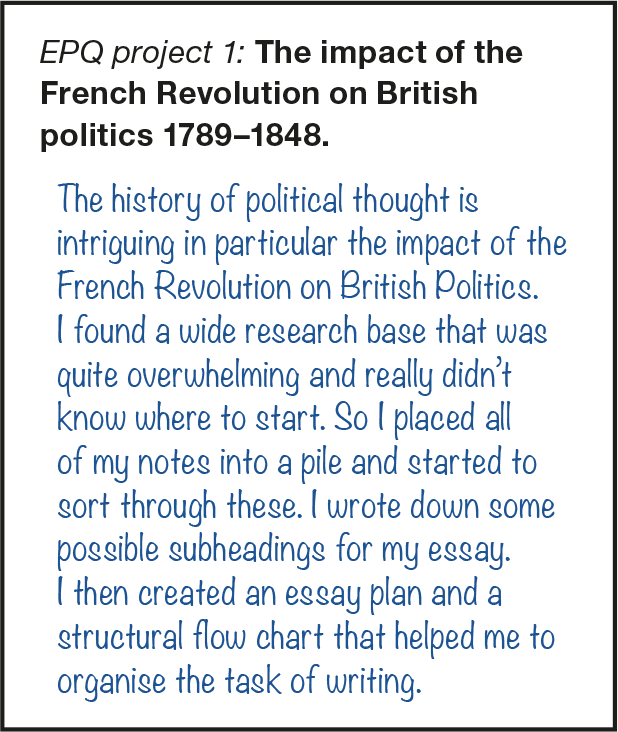 EPQ project 1: The impact of the
French Revolution on British
politics 1789–1848.
The history of political thought is
intriguing in particular the impact of the
French Revolution on British Politics.
I found a wide research base that was
quite overwhelming and really didn't
know where to start. So I placed all
of my notes into a pile and started to
sort through these. I wrote down some
possible subheadings for my essay.
I then created an essay plan and a
structural flow chart that helped me to
organise the task of writing.